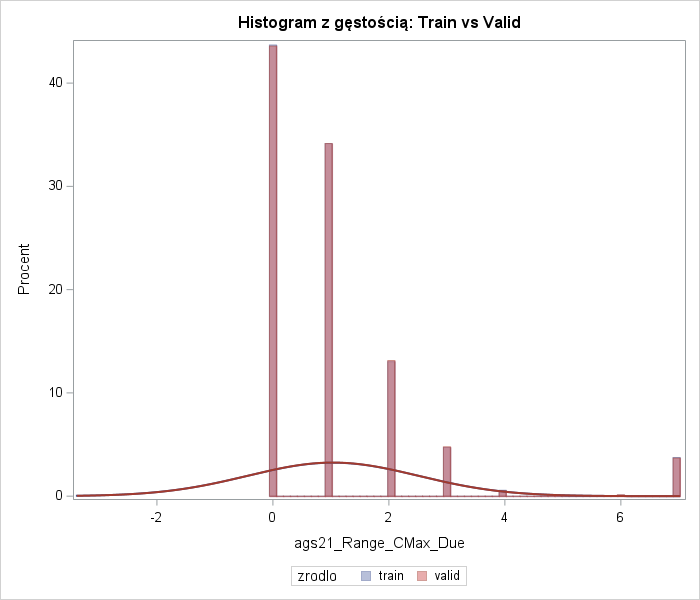 Histogram z gęstością: Train vs Valid
40
30
20
10
0
Procent
-2
0
2
4
6
ags21_Range_CMax_Due
zrodlo train valid